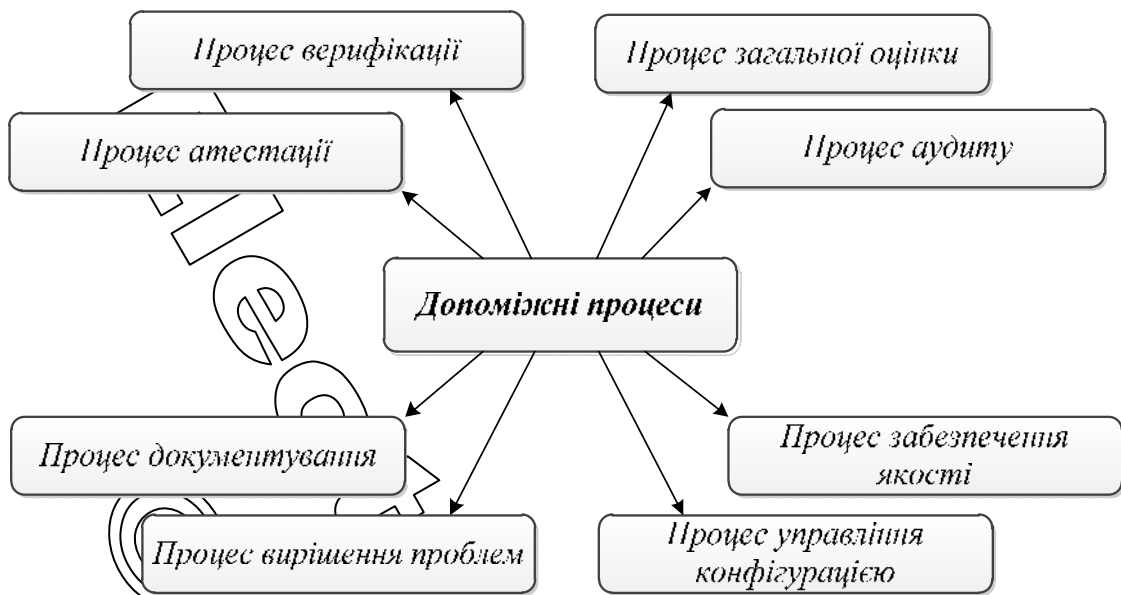 Процес верифікації
Процес загальної оцінки
Процес атестації
Процес аудиту
Допоміжні процеси
Процес документування
Процес забезпечення
якості
Процес вирішення проблем
Процес управління
конфігурацією